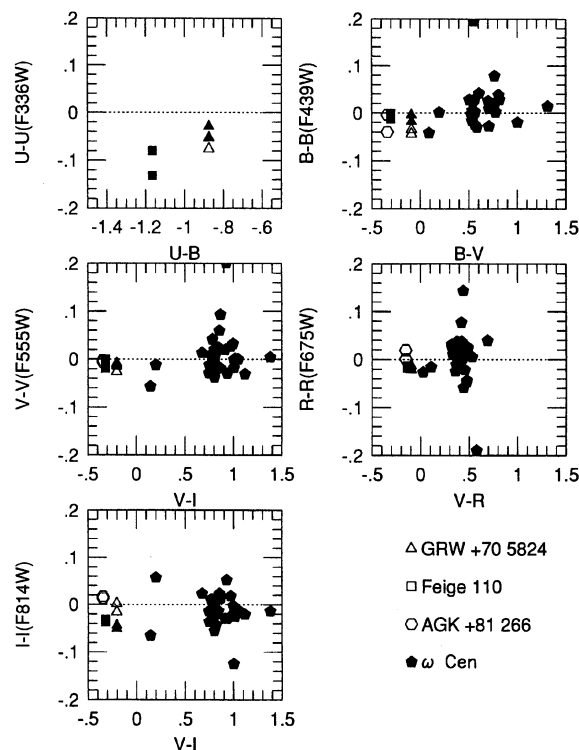 .2
.1
0
-.1
-.2
U-U(F336W)
-1.4 -1.2 -1 -.8 -.6
U-B
.2
.1
0
-.1
-.2
B-B(F439W)
-.5 0 .5 1 1.5
B-V
.2
.1
0
-.1
-.2
V-V(F555W)
-.5 0 .5 1 1.5
V-I
.2
.1
0
-.1
-.2
R-R(F675W)
-.5 0 .5 1 1.5
V-R
.2
.1
0
-.1
-.2
I-I(F814W)
-.5 0 .5 1 1.5
V-I
GRW +70 5824
Feige 110
AGK +81 266
ω Cen